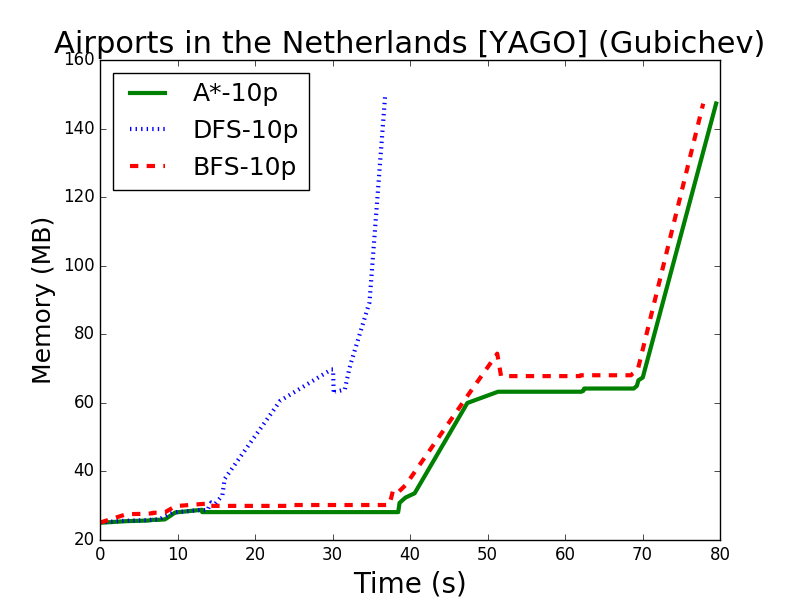 Airports in the Netherlands [YAGO] (Gubichev)
160
140
120
100
80
60
40
20
Memory (MB)
A*-10p
DFS-10p
BFS-10p
0 10 20 30 40 50 60 70 80
Time (s)